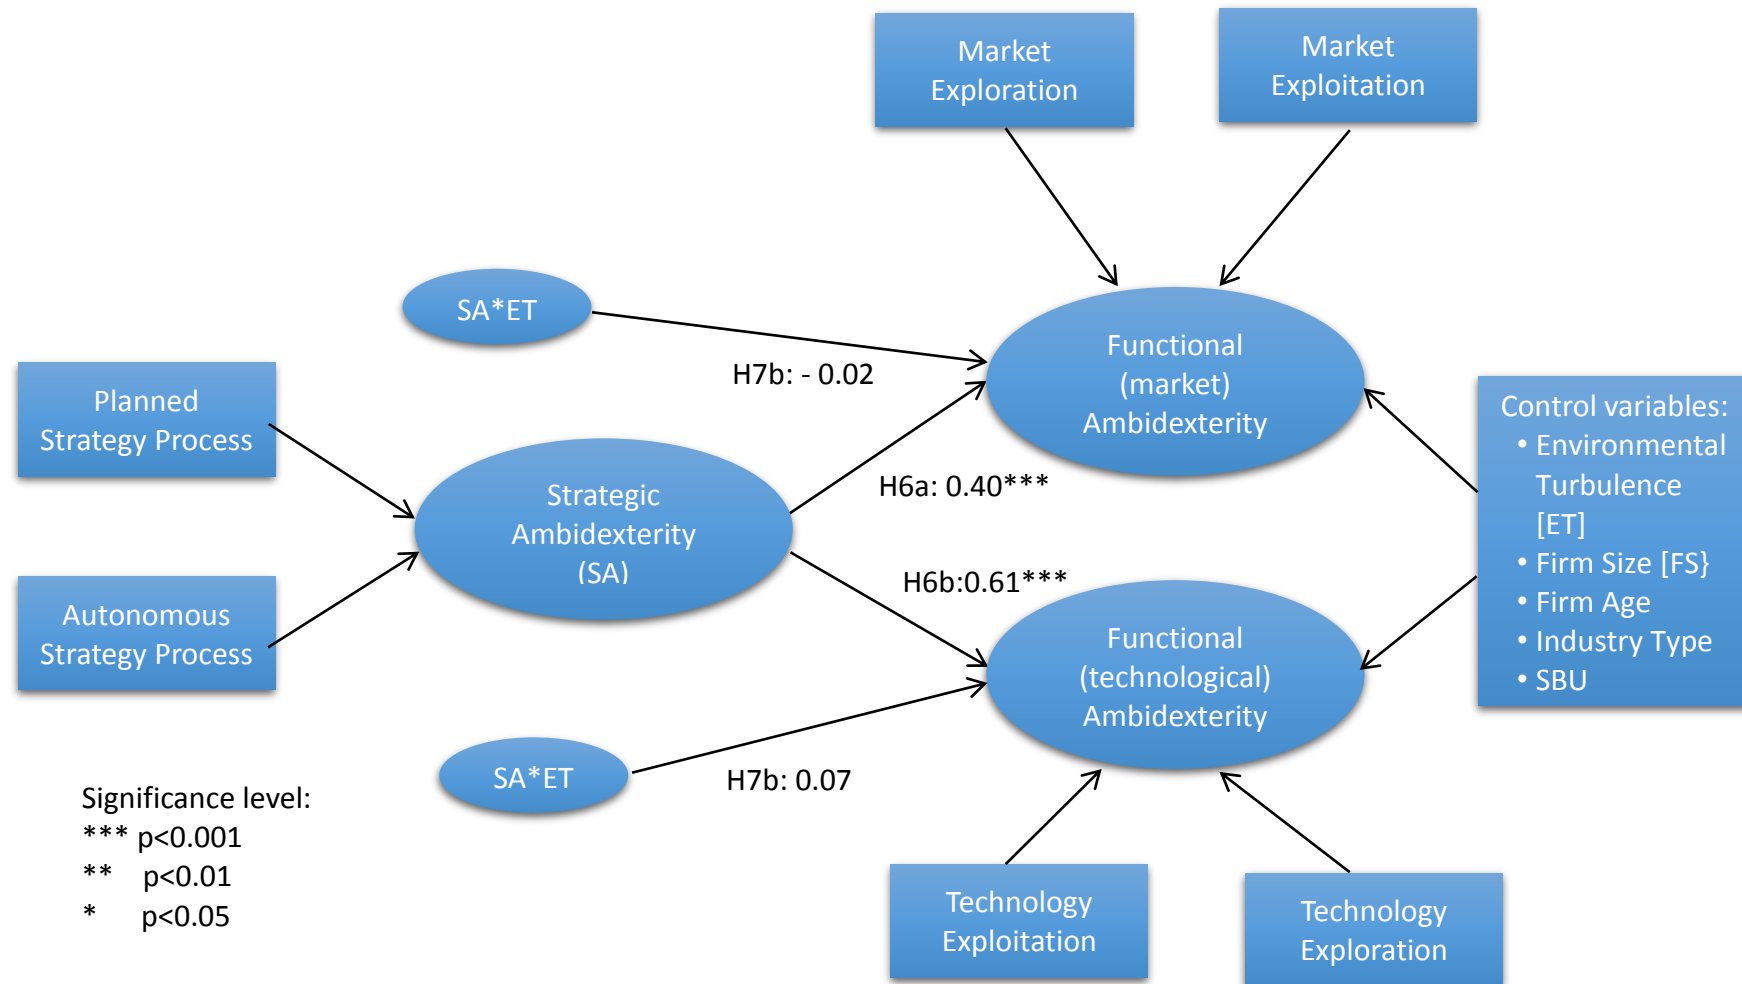 Market
Exploration
Market
Exploitation
SA*ET
H7b: - 0.02
Functional
(market)
Ambidexterity
Planned
Strategy Process
Control variables:
• Environmental
Turbulence
[ET]
• Firm Size [FS}
• Firm Age
• Industry Type
• SBU
Strategic
Ambidexterity
(SA)
H6a: 0.40***
H6b:0.61***
Autonomous
Strategy Process
Functional
(technological)
Ambidexterity
SA*ET
H7b: 0.07
Significance level:
*** p<0.001
** p<0.01
* p<0.05
Technology
Exploitation
Technology
Exploration